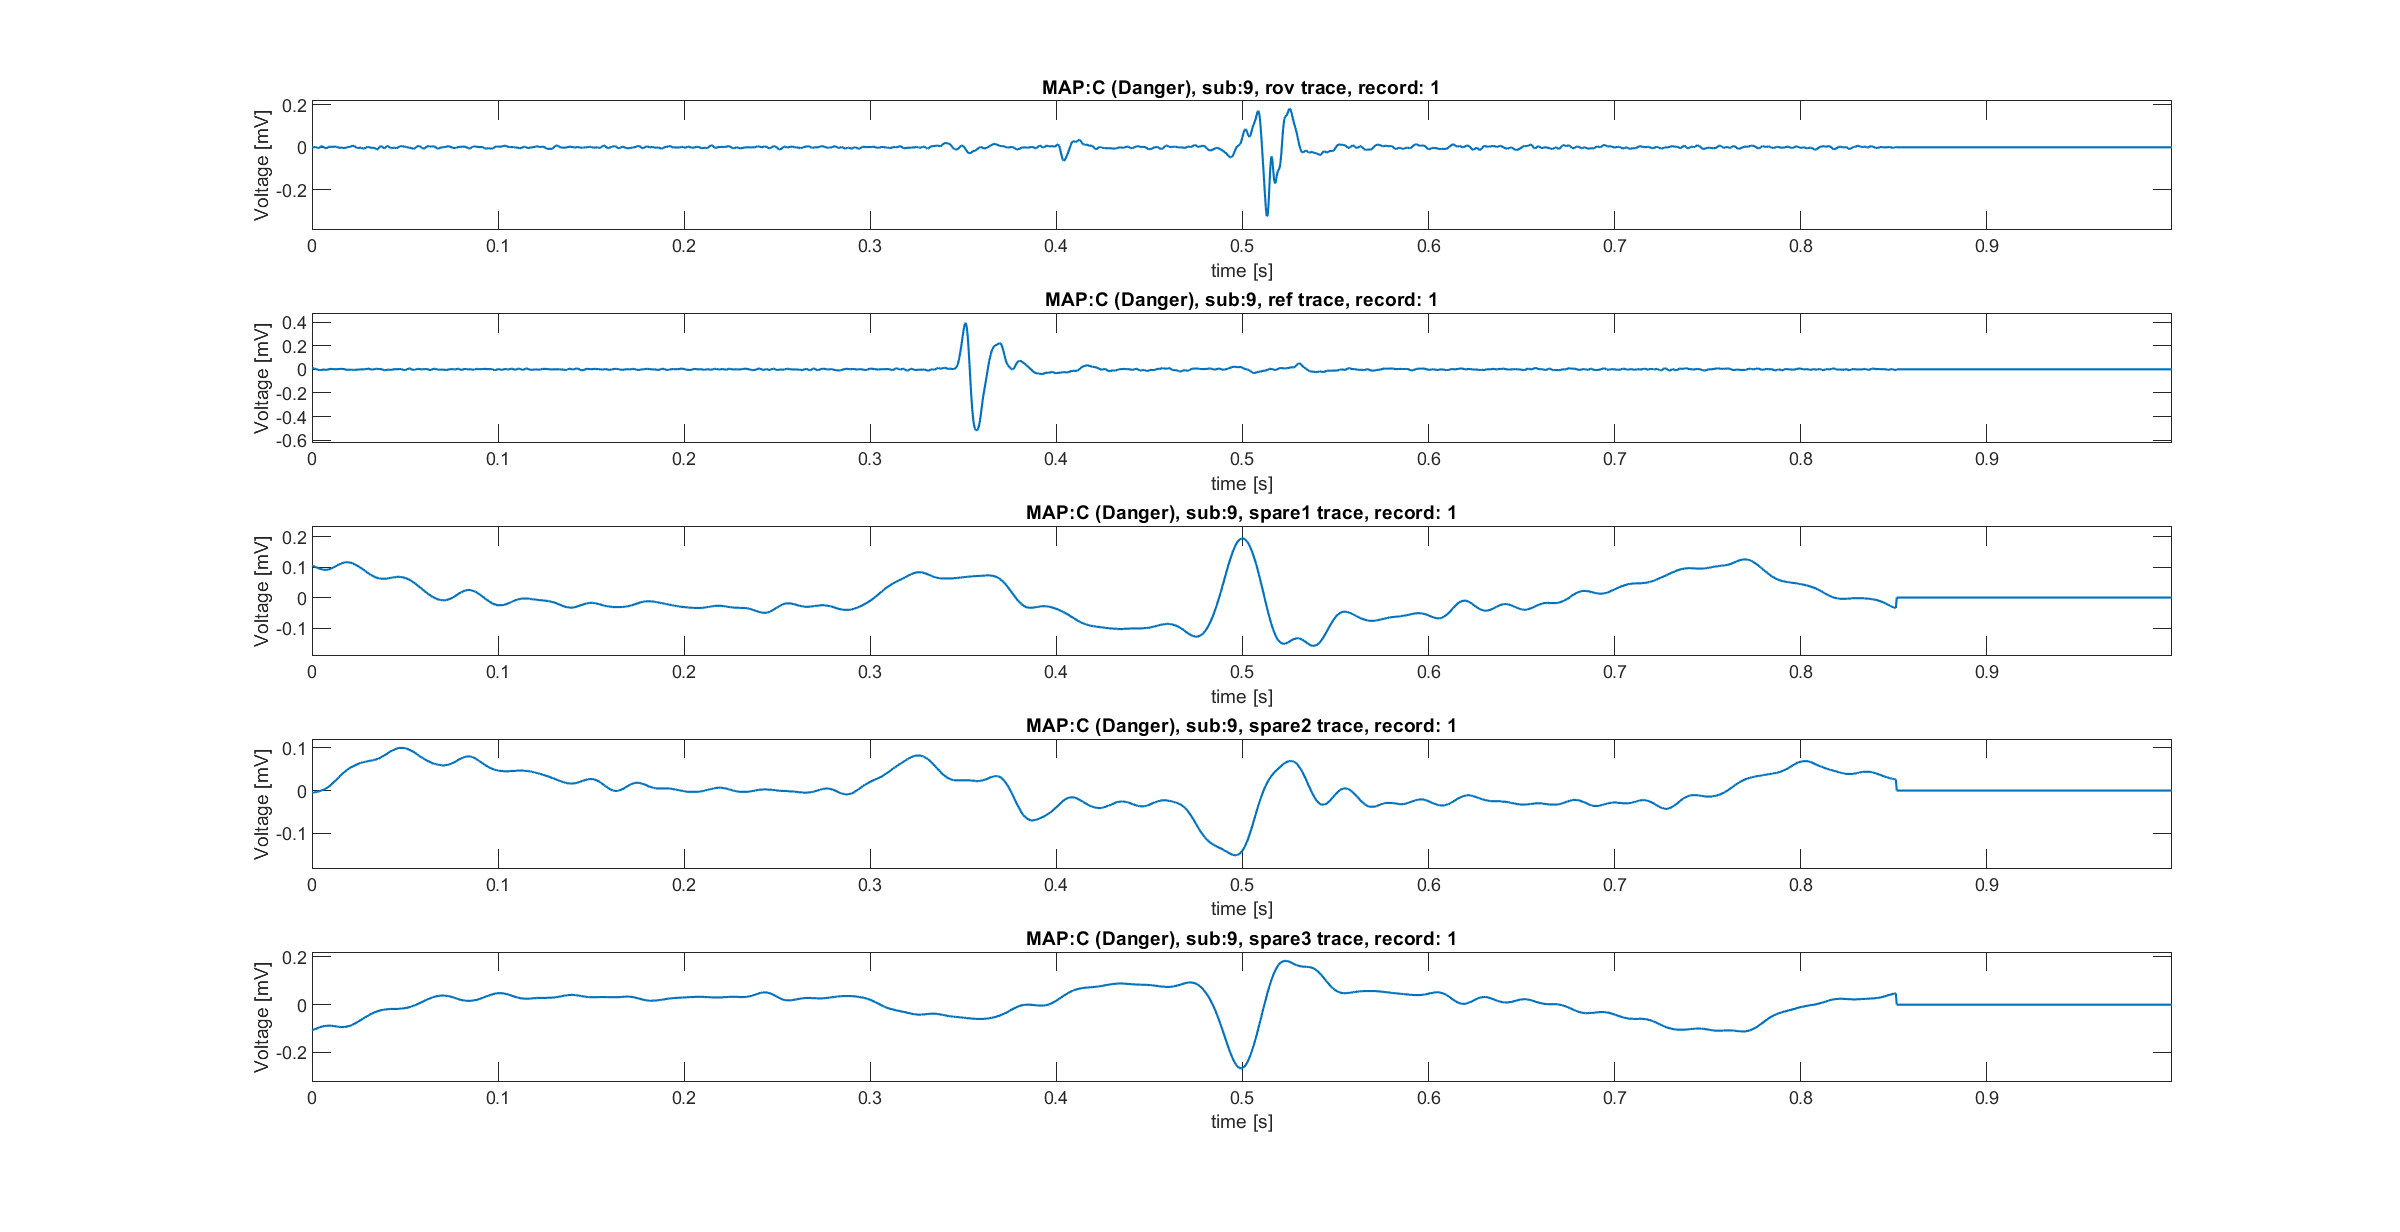 MAP:C (Danger), sub:9, rov trace, record: 1
Voltage [mV]
0.2
0
-0.2
0 0.1 0.2 0.3 0.4 0.5 0.6 0.7 0.8 0.9
time [s]
MAP:C (Danger), sub:9, ref trace, record: 1
Voltage [mV]
0.4
0.2
0
-0.2
-0.4
-0.6
0 0.1 0.2 0.3 0.4 0.5 0.6 0.7 0.8 0.9
time [s]
MAP:C (Danger), sub:9, spare1 trace, record: 1
Voltage [mV]
0.2
0.1
0
-0.1
0 0.1 0.2 0.3 0.4 0.5 0.6 0.7 0.8 0.9
time [s]
MAP:C (Danger), sub:9, spare2 trace, record: 1
Voltage [mV]
0.1
0
-0.1
0 0.1 0.2 0.3 0.4 0.5 0.6 0.7 0.8 0.9
time [s]
MAP:C (Danger), sub:9, spare3 trace, record: 1
Voltage [mV]
0.2
0
-0.2
0 0.1 0.2 0.3 0.4 0.5 0.6 0.7 0.8 0.9
time [s]